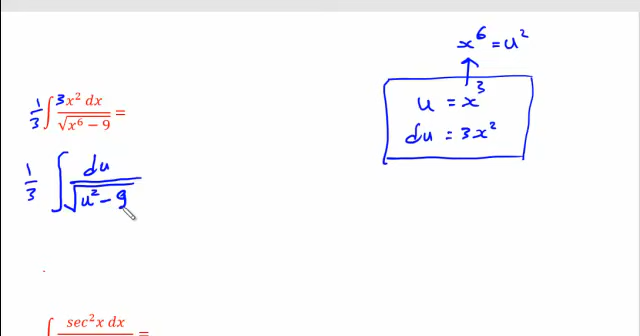 x⁶ = u²
u = x³
du = 3x²
1/3 ∫ 3x² dx / √(x⁶ − 9) =
1/3 ∫ du / √(u² − 9)
∫ sec²x dx =